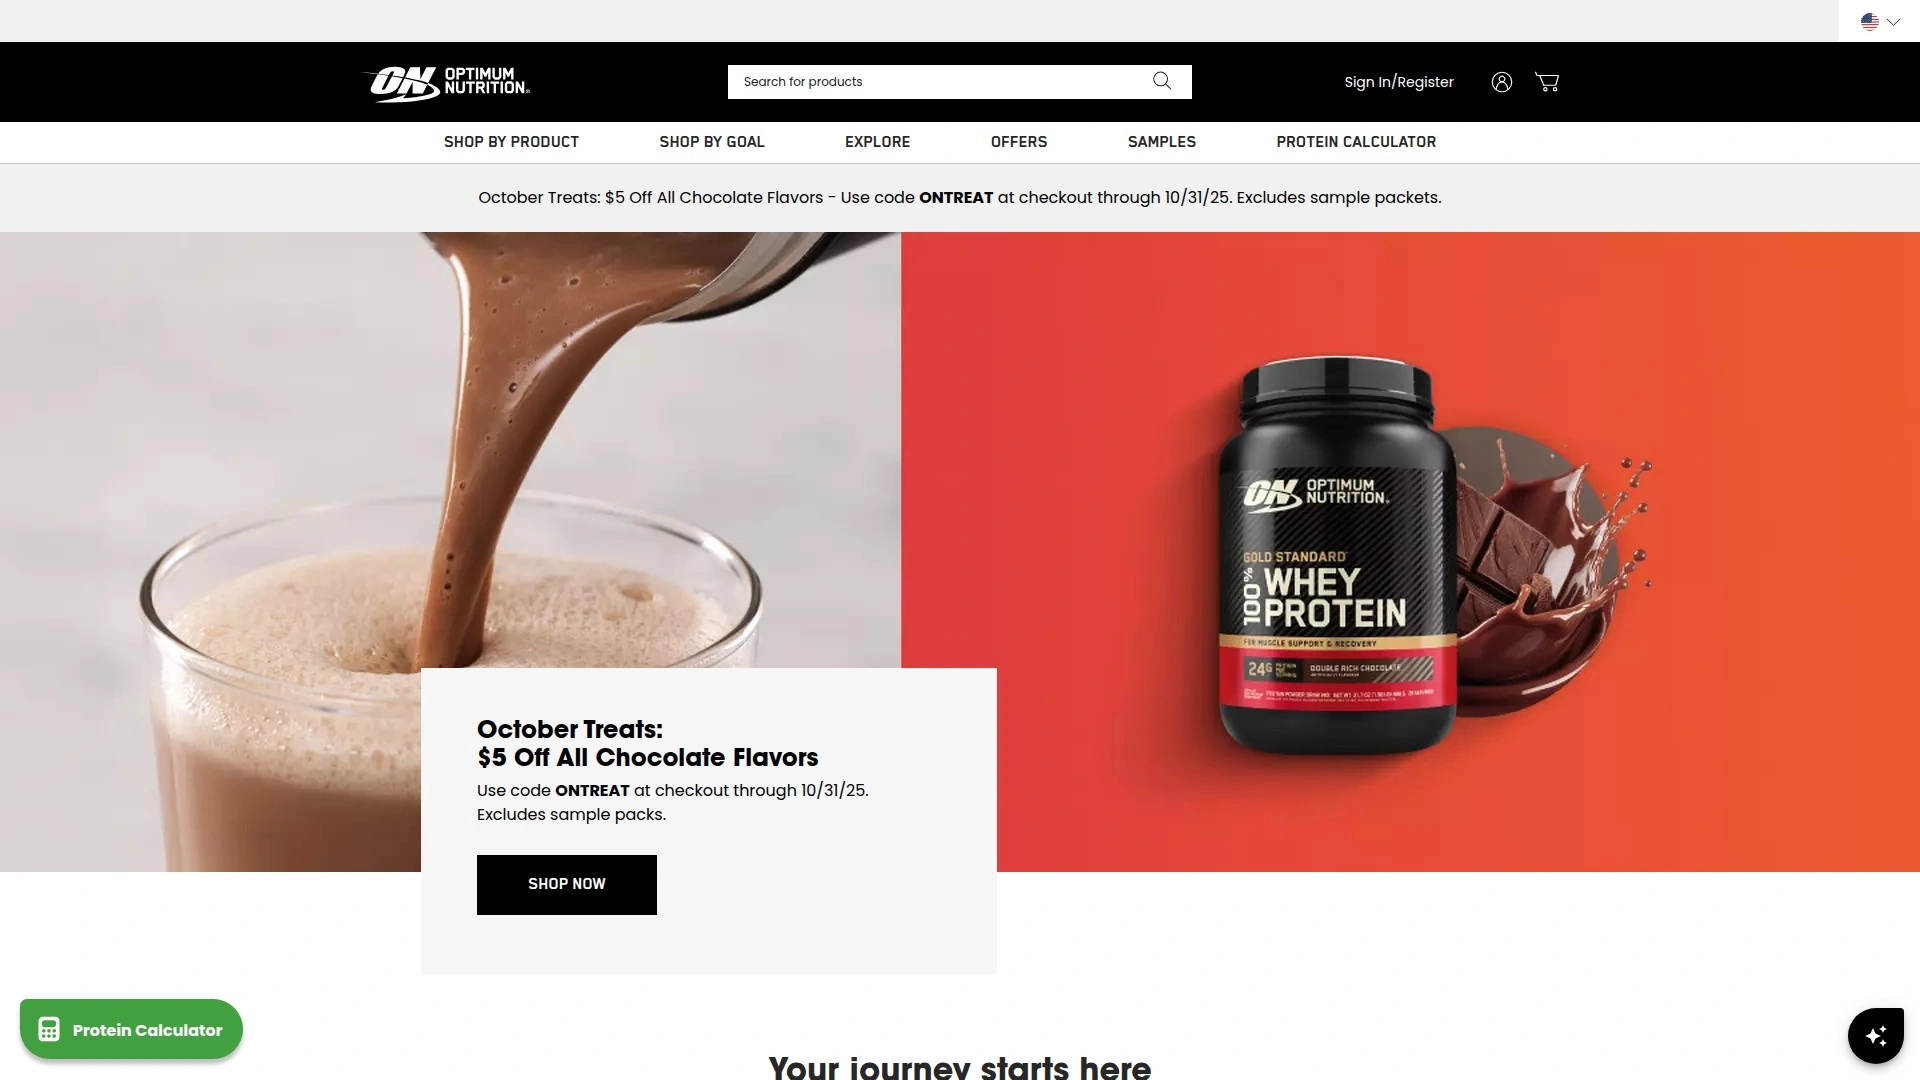 ON OPTIMUM
NUTRITION
Search for products
Sign In/Register
SHOP BY PRODUCT SHOP BY GOAL EXPLORE OFFERS SAMPLES PROTEIN CALCULATOR
October Treats: $5 Off All Chocolate Flavors - Use code ONTREAT at checkout through 10/31/25. Excludes sample packets.
ON OPTIMUM
NUTRITION
GOLD STANDARD
100% WHEY
PROTEIN
FOR MUSCLE SUPPORT & RECOVERY
24G
DOUBLE RICH CHOCOLATE
October Treats:
$5 Off All Chocolate Flavors
Use code ONTREAT at checkout through 10/31/25.
Excludes sample packs.
SHOP NOW
Protein Calculator
Your journey starts here